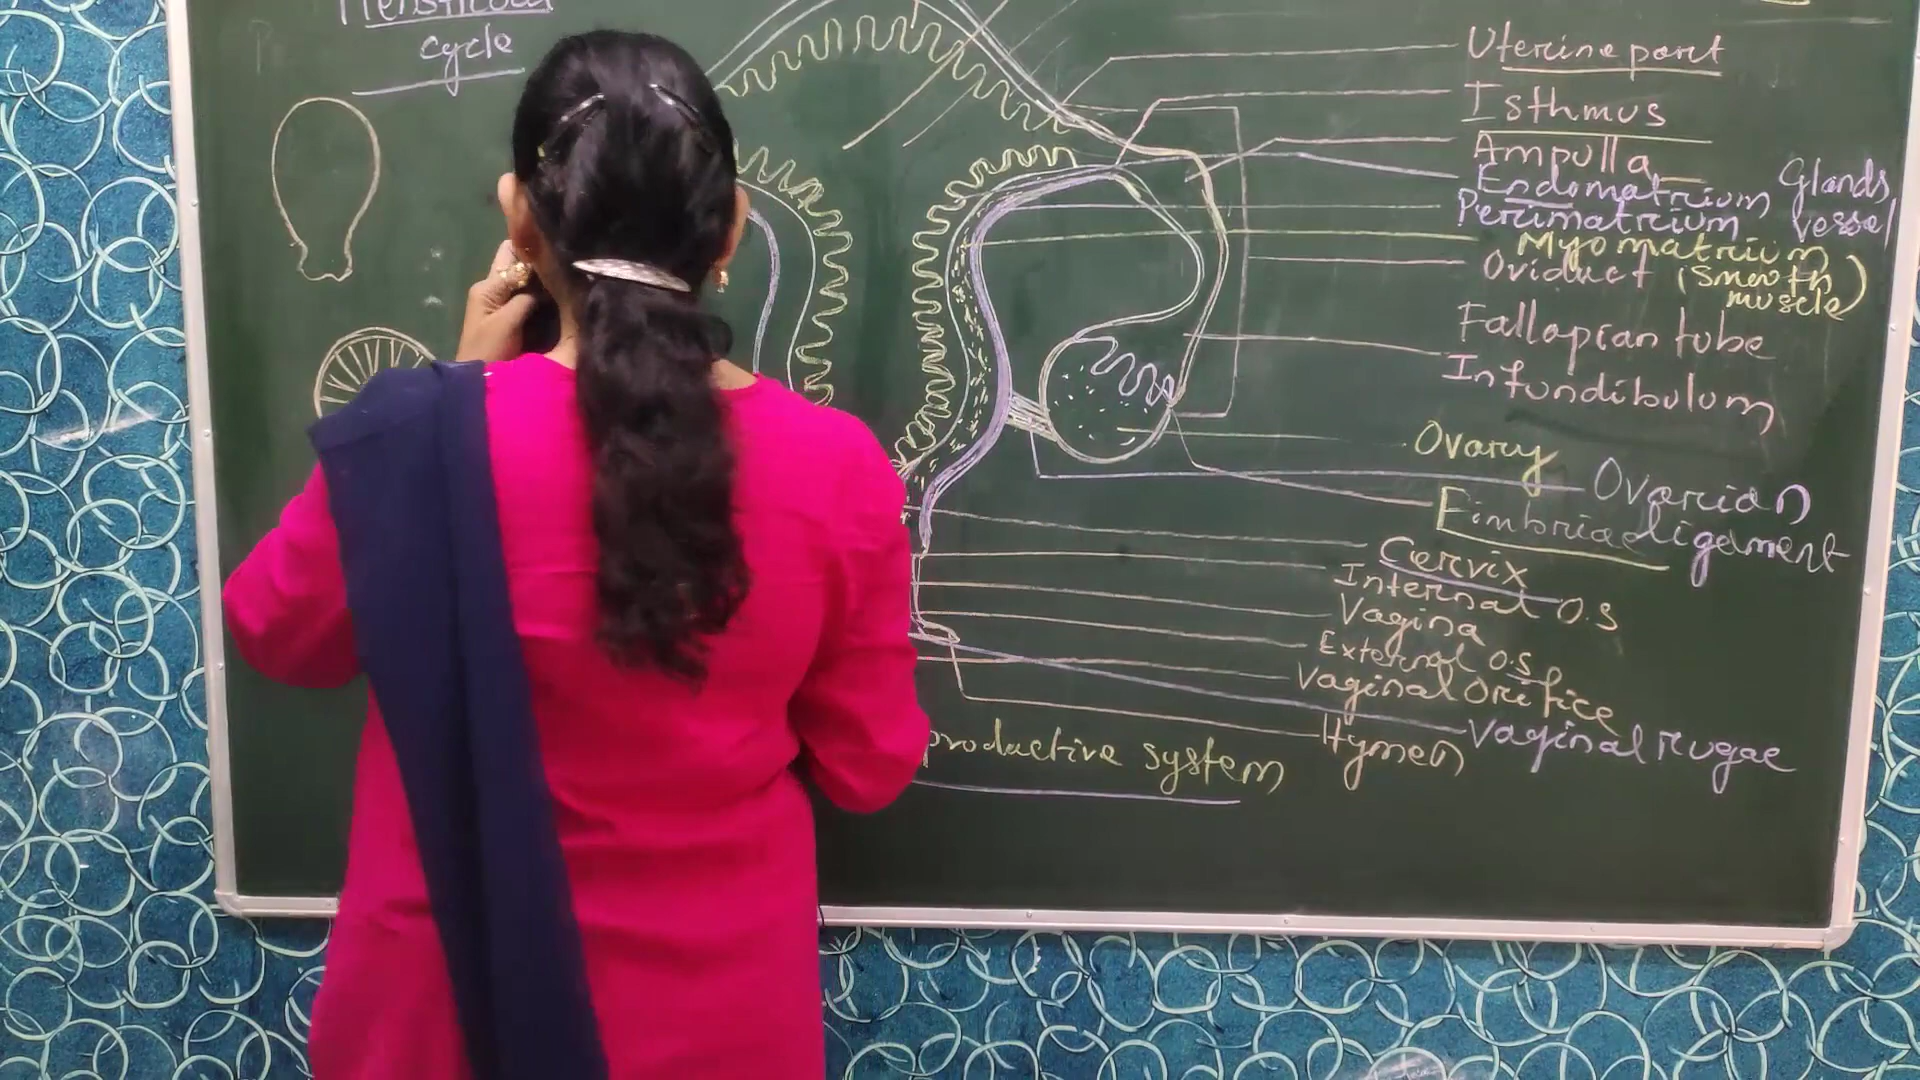 Menstrual
cycle
Uterine part
Isthmus
Ampulla
Endomatrium Glands
Perimatrium vessel
Myomatrium
Oviduct (Smooth
muscle)
Fallopian tube
Infundibulum
Ovary
Ovarian
Fimbriae ligament
Cervix
Internal O.S
Vagina
External O.S
Vaginal Orifice
Hymen Vaginal rugae
productive system